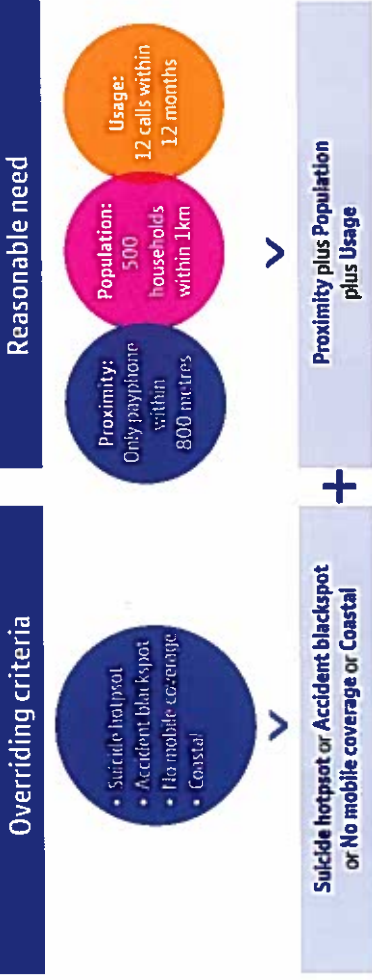 Overriding criteria
• Suicide hotpsot
• Accident blackspot
• No mobile coverage
• Coastal
Suicide hotpsot or Accident blackspot
or No mobile coverage or Coastal
+
Reasonable need
Proximity:
Only payphone
within
800 metres
Population:
500
households
within 1km
Usage:
12 calls within
12 months
Proximity plus Population
plus Usage